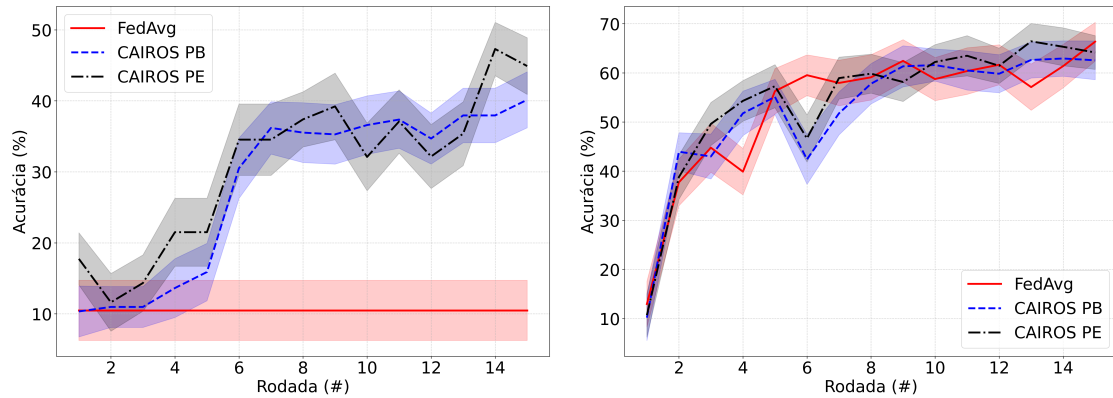 50
40
30
20
10
Acurácia (%)
FedAvg
CAIROS PB
CAIROS PE
2 4 6 8 10 12 14
Rodada (#)
70
60
50
40
30
20
10
Acurácia (%)
FedAvg
CAIROS PB
CAIROS PE
2 4 6 8 10 12 14
Rodada (#)